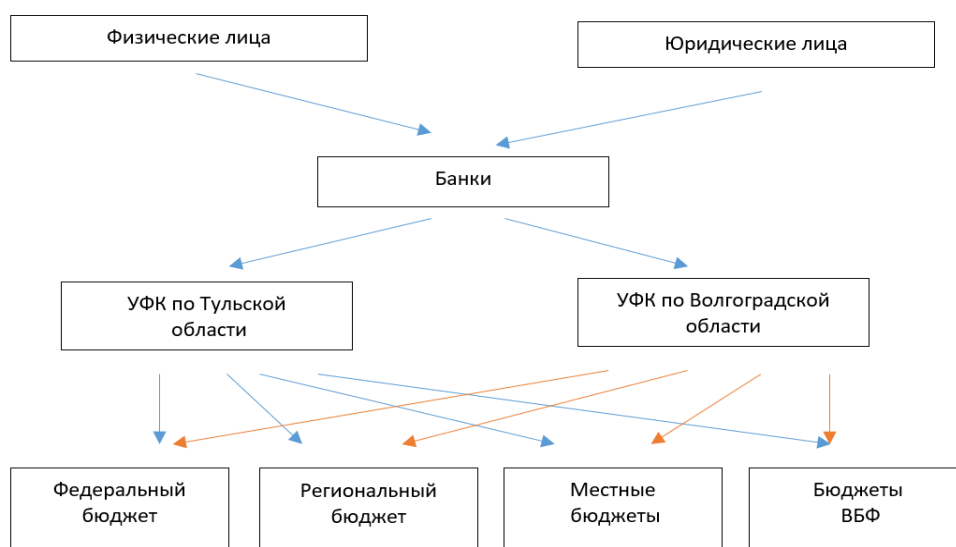 Физические лица
Юридические лица
Банки
УФК по Тульской
области
УФК по Волгоградской
области
Федеральный
бюджет
Региональный
бюджет
Местные
бюджеты
Бюджеты
ВБФ